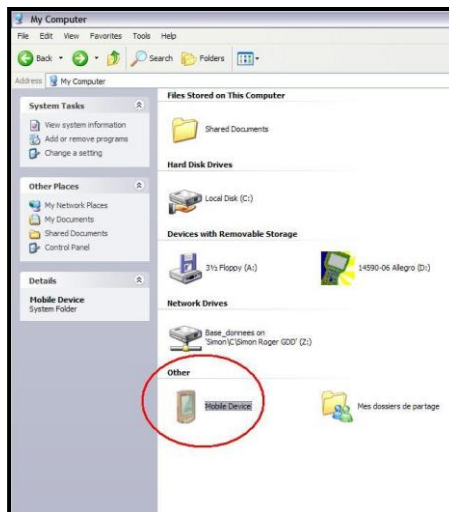 My Computer
File Edit View Favorites Tools Help
Back Search Folders
Address My Computer
System Tasks
View system information
Add or remove programs
Change a setting
Other Places
My Network Places
My Documents
Shared Documents
Control Panel
Details
Mobile Device
System Folder
Files Stored on This Computer
Shared Documents
Hard Disk Drives
Local Disk (C:)
Devices with Removable Storage
3½ Floppy (A:) 14590-06 Allegro (D:)
Network Drives
Base_donnees on
'Simon\C\Simon Roger GDD' (Z:)
Other
Mobile Device Mes dossiers de partage